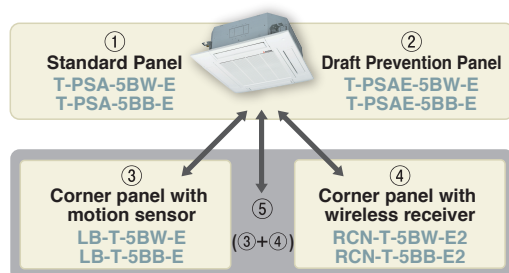 ①
Standard Panel
T-PSA-5BW-E
T-PSA-5BB-E
②
Draft Prevention Panel
T-PSAE-5BW-E
T-PSAE-5BB-E
③
Corner panel with
motion sensor
LB-T-5BW-E
LB-T-5BB-E
⑤
(③+④)
④
Corner panel with
wireless receiver
RCN-T-5BW-E2
RCN-T-5BB-E2